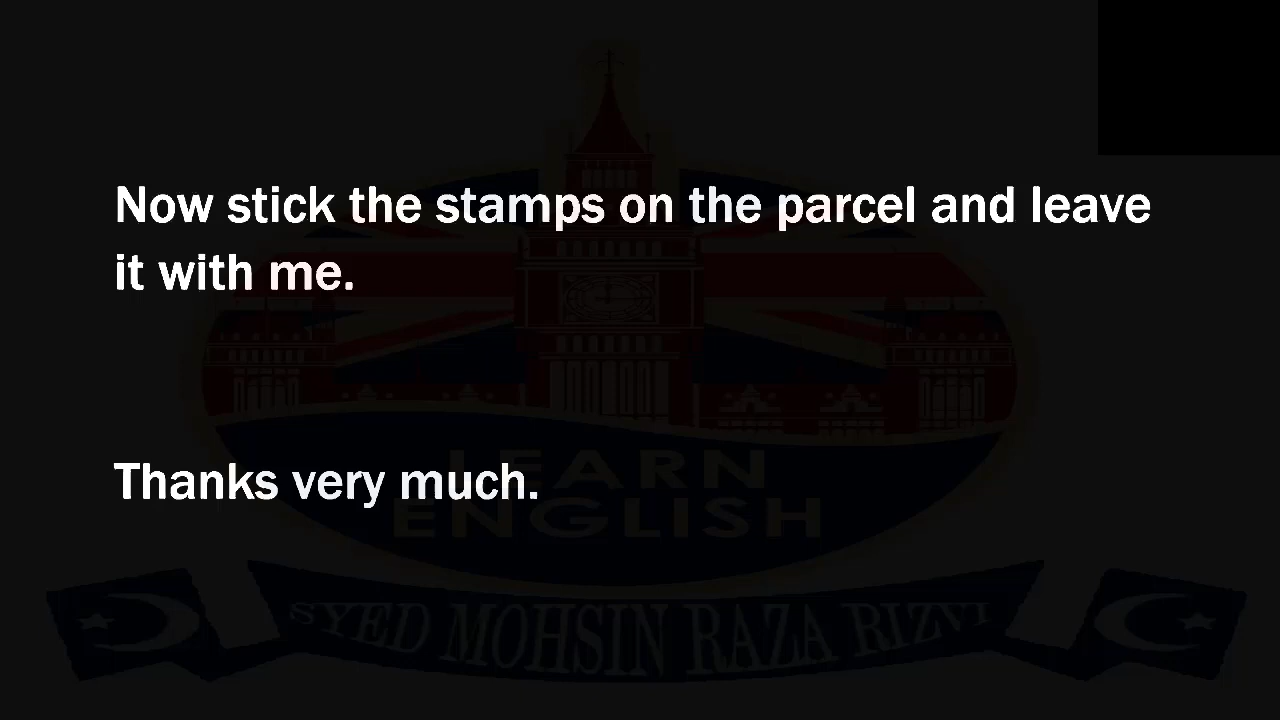 Now stick the stamps on the parcel and leave
it with me.
Thanks very much.
LEARN
ENGLISH
SYED MOHSIN RAZA RIZVI